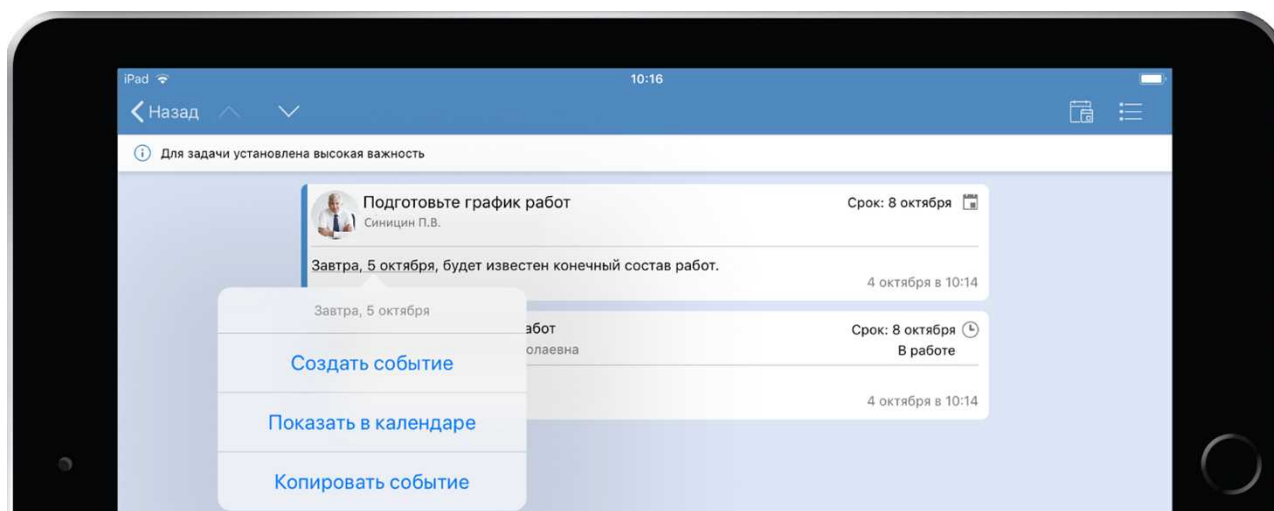 iPad 10:16
Назад
Для задачи установлена высокая важность
Подготовьте график работ Срок: 8 октября
Синицин П.В.
Завтра, 5 октября, будет известен конечный состав работ.
4 октября в 10:14
Завтра, 5 октября
Срок: 8 октября
В работе
Создать событие
4 октября в 10:14
Показать в календаре
Копировать событие